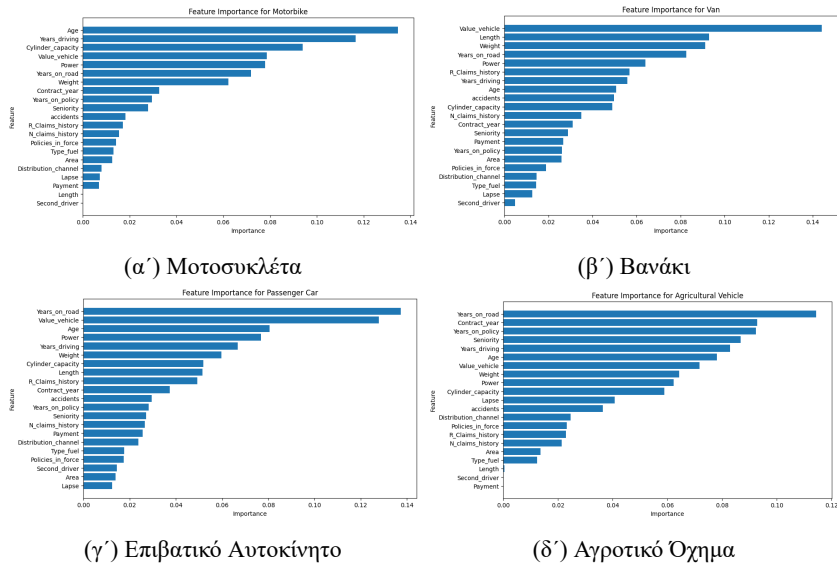 Feature Importance for Motorbike
Feature
Age
Years_driving
Cylinder_capacity
Value_vehicle
Power
Years_on_road
Weight
Contract_year
Years_on_policy
Seniority
accidents
R_Claims_history
N_claims_history
Policies_in_force
Type_fuel
Area
Distribution_channel
Lapse
Payment
Length
Second_driver
0.00 0.02 0.04 0.06 0.08 0.10 0.12 0.14
Importance
(α´) Μοτοσυκλέτα
Feature Importance for Van
Feature
Value_vehicle
Length
Weight
Years_on_road
Power
R_Claims_history
Years_driving
Age
accidents
Cylinder_capacity
N_claims_history
Contract_year
Seniority
Payment
Years_on_policy
Area
Policies_in_force
Distribution_channel
Type_fuel
Lapse
Second_driver
0.00 0.02 0.04 0.06 0.08 0.10 0.12 0.14
Importance
(β´) Βανάκι
Feature Importance for Passenger Car
Feature
Years_on_road
Value_vehicle
Age
Power
Years_driving
Weight
Cylinder_capacity
Length
R_Claims_history
Contract_year
accidents
Years_on_policy
Seniority
N_claims_history
Payment
Distribution_channel
Type_fuel
Policies_in_force
Second_driver
Area
Lapse
0.00 0.02 0.04 0.06 0.08 0.10 0.12 0.14
Importance
(γ´) Επιβατικό Αυτοκίνητο
Feature Importance for Agricultural Vehicle
Feature
Years_on_road
Contract_year
Years_on_policy
Seniority
Years_driving
Age
Value_vehicle
Weight
Power
Cylinder_capacity
Lapse
accidents
Distribution_channel
Policies_in_force
R_Claims_history
N_claims_history
Area
Type_fuel
Length
Second_driver
Payment
0.00 0.02 0.04 0.06 0.08 0.10 0.12
Importance
(δ´) Αγροτικό Όχημα